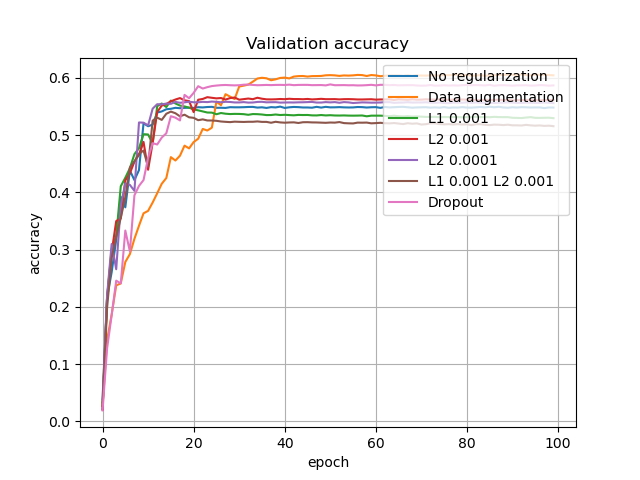 Validation accuracy
0.6
0.5
0.4
0.3
0.2
0.1
0.0
accuracy
No regularization
Data augmentation
L1 0.001
L2 0.001
L2 0.0001
L1 0.001 L2 0.001
Dropout
0 20 40 60 80 100
epoch